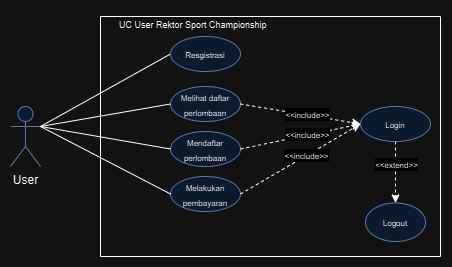 UC User Rektor Sport Championship
Resgistrasi
Melihat daftar
perlombaan
<<include>>
Login
<<include>>
Mendaftar
perlombaan
<<include>>
<<extend>>
User
Melakukan
pembayaran
Logout